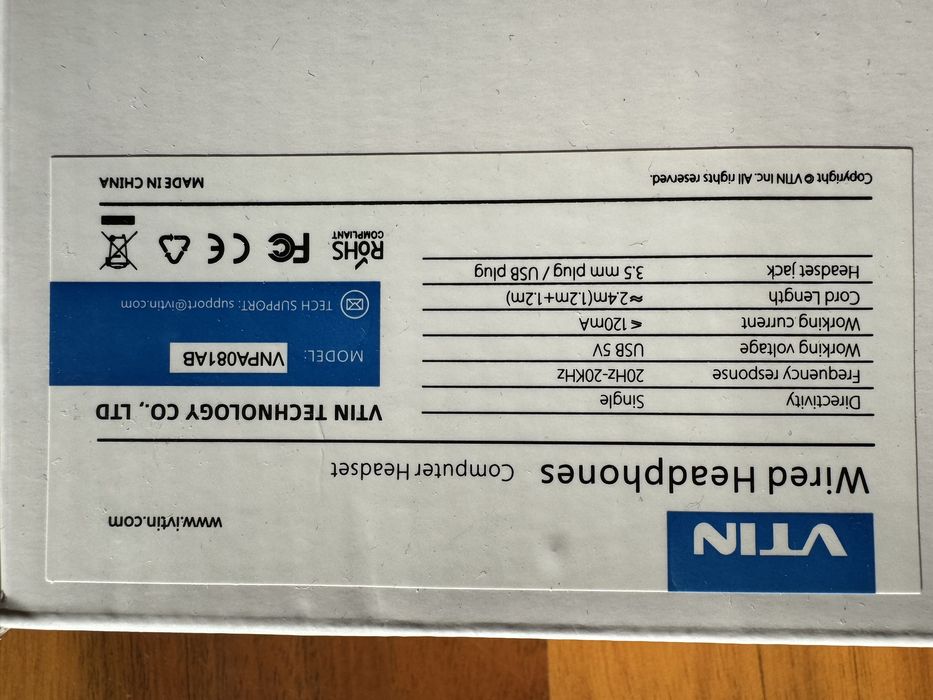 VTIN
www.ivtin.com
Wired Headphones Computer Headset
VTIN TECHNOLOGY CO., LTD
Directivity Single
Frequency response 20Hz-20KHz
Working voltage USB 5V
Working current ≤120mA
Cord Length ≈2.4m(1.2m+1.2m)
Headset jack 3.5 mm plug / USB plug
MODEL: VNPA081AB
TECH SUPPORT: support@ivtin.com
RoHS
COMPLIANT
FC CE
Copyright © VTIN Inc. All rights reserved.
MADE IN CHINA